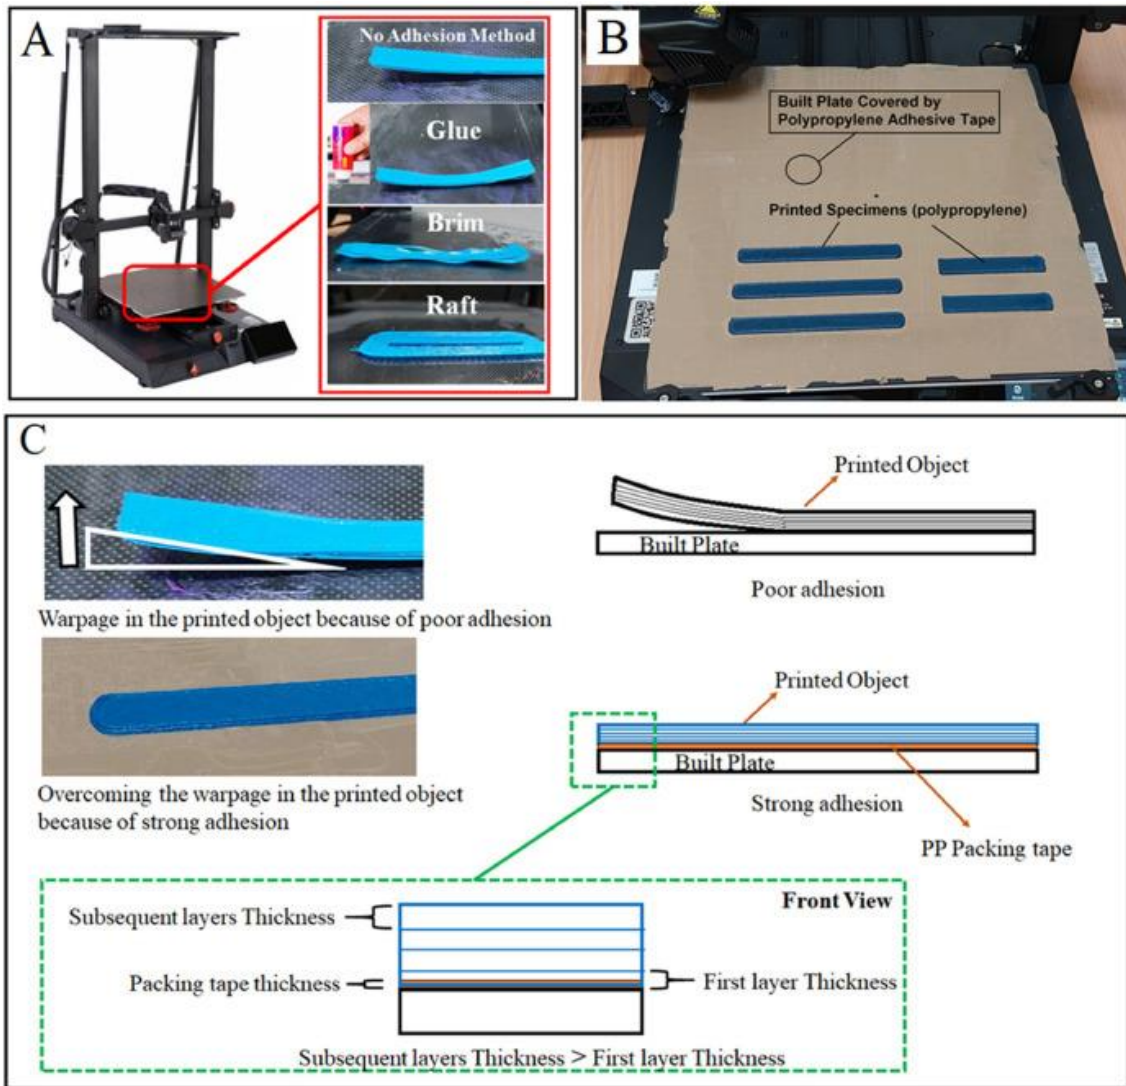 A
No Adhesion Method
Glue
Brim
Raft
B
Built Plate Covered by
Polypropylene Adhesive Tape
Printed Specimens (polypropylene)
C
Warpage in the printed object because of poor adhesion
Printed Object
Built Plate
Poor adhesion
Overcoming the warpage in the printed object
because of strong adhesion
Printed Object
Built Plate
Strong adhesion
PP Packing tape
Front View
Subsequent layers Thickness
Packing tape thickness
First layer Thickness
Subsequent layers Thickness > First layer Thickness